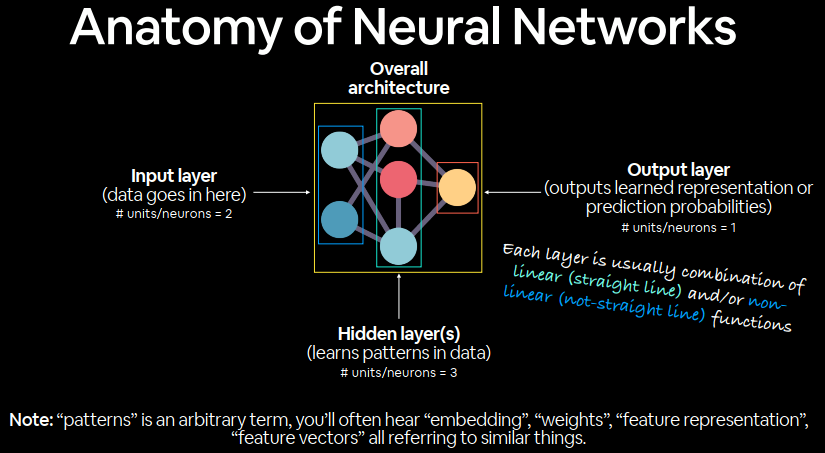 Anatomy of Neural Networks
Overall
architecture
Input layer
(data goes in here)
# units/neurons = 2
Output layer
(outputs learned representation or
prediction probabilities)
# units/neurons = 1
Each layer is usually combination of
linear (straight line) and/or non-
linear (not-straight line) functions
Hidden layer(s)
(learns patterns in data)
# units/neurons = 3
Note: “patterns” is an arbitrary term, you’ll often hear “embedding”, “weights”, “feature representation”,
“feature vectors” all referring to similar things.